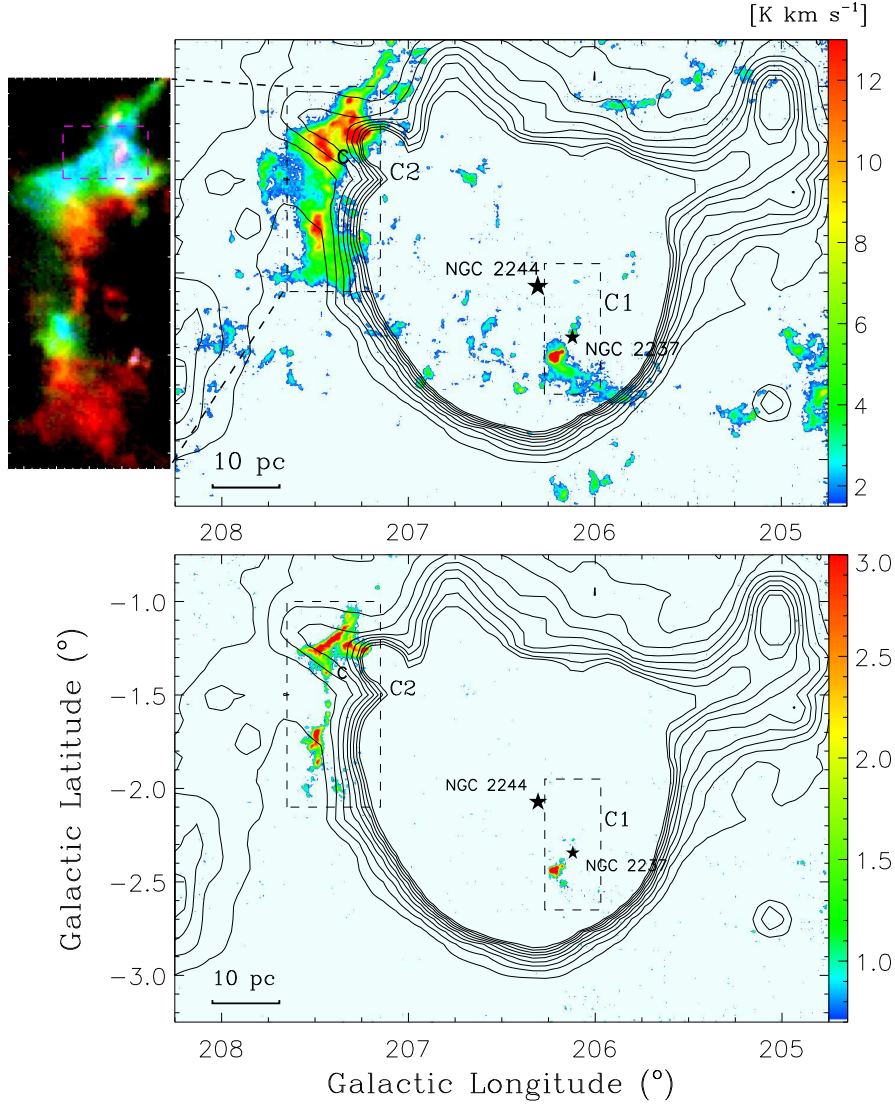 [K km s⁻¹]
12
10
8
6
4
2
C
C2
NGC 2244
C1
NGC 2237
10 pc
208
207
206
205
3.0
2.5
2.0
1.5
1.0
−1.0
−1.5
−2.0
−2.5
−3.0
Galactic Latitude (°)
C
C2
NGC 2244
C1
NGC 2237
10 pc
208
207
206
205
Galactic Longitude (°)